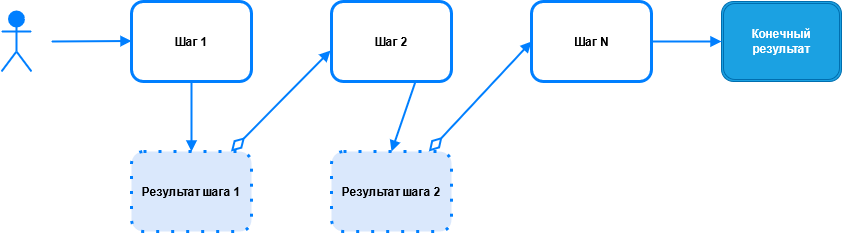 Шаг 1
Шаг 2
Шаг N
Конечный
результат
Результат шага 1
Результат шага 2